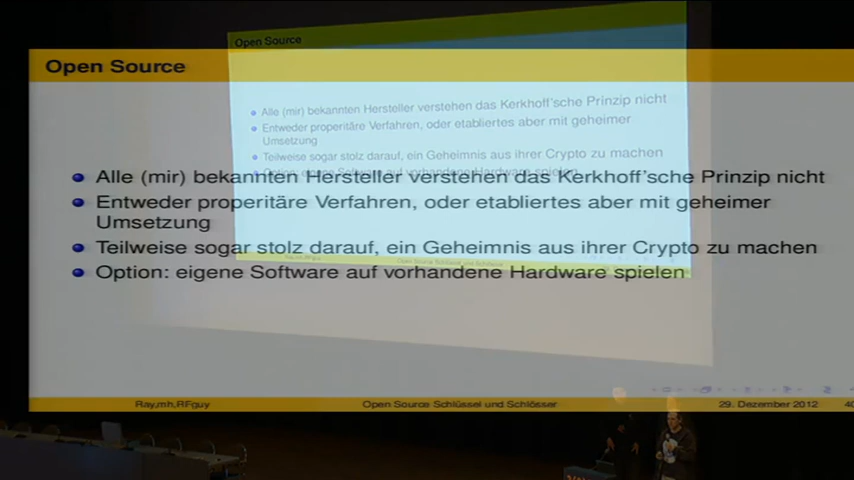 Open Source
Alle (mir) bekannten Hersteller verstehen das Kerkhoff'sche Prinzip nicht
Entweder properitäre Verfahren, oder etabliertes aber mit geheimer
Umsetzung
Teilweise sogar stolz darauf, ein Geheimnis aus ihrer Crypto zu machen
Option: eigene Software auf vorhandene Hardware spielen
Ray,mh,RFguy
Open Source Schlüssel und Schlösser
29. Dezember 2012
Open Source
Alle (mir) bekannten Hersteller verstehen das Kerkhoff'sche Prinzip nicht
Entweder properitäre Verfahren, oder etabliertes aber mit geheimer
Umsetzung
Teilweise sogar stolz darauf, ein Geheimnis aus ihrer Crypto zu machen